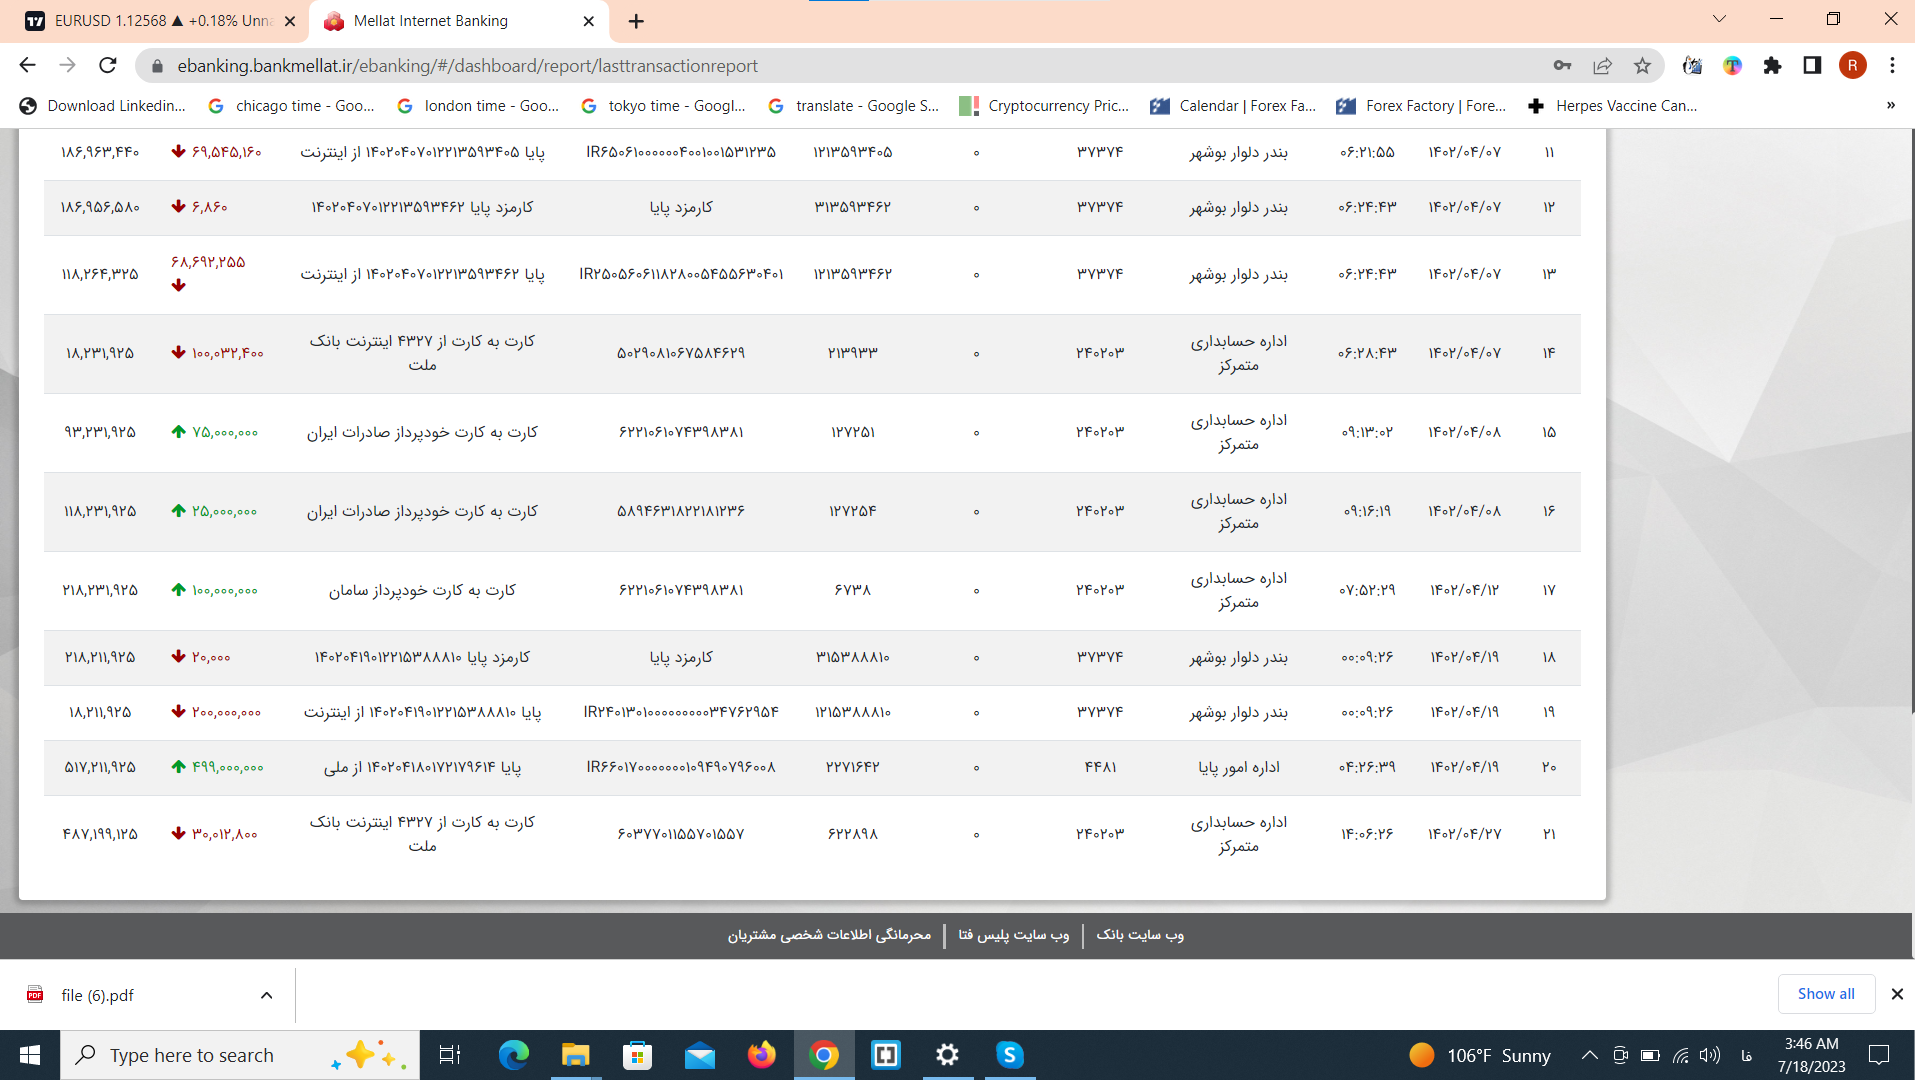 EURUSD 1.12568 ▲ +0.18% Unna
Mellat Internet Banking
ebanking.bankmellat.ir/ebanking/#/dashboard/report/lasttransactionreport
R
Download Linkedin...
chicago time - Goo...
london time - Goo...
tokyo time - Googl...
translate - Google S...
Cryptocurrency Pric...
Calendar | Forex Fa...
Forex Factory | Fore...
Herpes Vaccine Can...
»
۱۱ ۱۴۰۲/۰۴/۰۷ ۰۶:۲۱:۵۵ بندر دلوار بوشهر ۳۷۳۷۴ ۰ ۱۲۱۳۵۹۳۴۰۵ IR۶۵۰۶۱۰۰۰۰۰۰۴۰۰۱۰۰۱۵۳۱۲۳۵ پایا ۱۴۰۲۰۴۰۷۰۱۲۲۱۳۵۹۳۴۰۵ از اینترنت ۶۹,۵۴۵,۱۶۰ ۱۸۶,۹۶۳,۴۴۰
۱۲ ۱۴۰۲/۰۴/۰۷ ۰۶:۲۴:۴۳ بندر دلوار بوشهر ۳۷۳۷۴ ۰ ۳۱۳۵۹۳۴۶۲ کارمزد پایا کارمزد پایا ۱۴۰۲۰۴۰۷۰۱۲۲۱۳۵۹۳۴۶۲ ۶,۸۶۰ ۱۸۶,۹۵۶,۵۸۰
۱۳ ۱۴۰۲/۰۴/۰۷ ۰۶:۲۴:۴۳ بندر دلوار بوشهر ۳۷۳۷۴ ۰ ۱۲۱۳۵۹۳۴۶۲ IR۲۵۰۵۶۰۶۱۱۸۲۸۰۰۵۴۵۵۶۳۰۴۰۱ پایا ۱۴۰۲۰۴۰۷۰۱۲۲۱۳۵۹۳۴۶۲ از اینترنت ۶۸,۶۹۲,۲۵۵ ۱۱۸,۲۶۴,۳۲۵
۱۴ ۱۴۰۲/۰۴/۰۷ ۰۶:۲۸:۴۳ اداره حسابداری متمرکز ۲۴۰۲۰۳ ۰ ۲۱۳۹۳۳ ۵۰۲۹۰۸۱۰۶۷۵۸۴۶۲۹ کارت به کارت از ۴۳۲۷ اینترنت بانک ملت ۱۰۰,۰۳۲,۴۰۰ ۱۸,۲۳۱,۹۲۵
۱۵ ۱۴۰۲/۰۴/۰۸ ۰۹:۱۳:۰۲ اداره حسابداری متمرکز ۲۴۰۲۰۳ ۰ ۱۲۷۲۵۱ ۶۲۲۱۰۶۱۰۷۴۳۹۸۳۸۱ کارت به کارت خودپرداز صادرات ایران ۷۵,۰۰۰,۰۰۰ ۹۳,۲۳۱,۹۲۵
۱۶ ۱۴۰۲/۰۴/۰۸ ۰۹:۱۶:۱۹ اداره حسابداری متمرکز ۲۴۰۲۰۳ ۰ ۱۲۷۲۵۴ ۵۸۹۴۶۳۱۸۲۲۱۸۱۲۳۶ کارت به کارت خودپرداز صادرات ایران ۲۵,۰۰۰,۰۰۰ ۱۱۸,۲۳۱,۹۲۵
۱۷ ۱۴۰۲/۰۴/۱۲ ۰۷:۵۲:۲۹ اداره حسابداری متمرکز ۲۴۰۲۰۳ ۰ ۶۷۳۸ ۶۲۲۱۰۶۱۰۷۴۳۹۸۳۸۱ کارت به کارت خودپرداز سامان ۱۰۰,۰۰۰,۰۰۰ ۲۱۸,۲۳۱,۹۲۵
۱۸ ۱۴۰۲/۰۴/۱۹ ۰۰:۰۹:۲۶ بندر دلوار بوشهر ۳۷۳۷۴ ۰ ۳۱۵۳۸۸۸۱۰ کارمزد پایا کارمزد پایا ۱۴۰۲۰۴۱۹۰۱۲۲۱۵۳۸۸۸۱۰ ۲۰,۰۰۰ ۲۱۸,۲۱۱,۹۲۵
۱۹ ۱۴۰۲/۰۴/۱۹ ۰۰:۰۹:۲۶ بندر دلوار بوشهر ۳۷۳۷۴ ۰ ۱۲۱۵۳۸۸۸۱۰ IR۲۴۰۱۳۰۱۰۰۰۰۰۰۰۰۰۳۴۷۶۲۹۵۴ پایا ۱۴۰۲۰۴۱۹۰۱۲۲۱۵۳۸۸۸۱۰ از اینترنت ۲۰۰,۰۰۰,۰۰۰ ۱۸,۲۱۱,۹۲۵
۲۰ ۱۴۰۲/۰۴/۱۹ ۰۴:۲۶:۳۹ اداره امور پایا ۴۴۸۱ ۰ ۲۲۷۱۶۴۲ IR۶۶۰۱۷۰۰۰۰۰۰۰۱۰۹۴۹۰۷۹۶۰۰۸ پایا ۱۴۰۲۰۴۱۸۰۱۷۲۱۷۹۶۱۴ از ملی ۴۹۹,۰۰۰,۰۰۰ ۵۱۷,۲۱۱,۹۲۵
۲۱ ۱۴۰۲/۰۴/۲۷ ۱۴:۰۶:۲۶ اداره حسابداری متمرکز ۲۴۰۲۰۳ ۰ ۶۲۲۸۹۸ ۶۰۳۷۷۰۱۱۵۵۷۰۱۵۵۷ کارت به کارت از ۴۳۲۷ اینترنت بانک ملت ۳۰,۰۱۲,۸۰۰ ۴۸۷,۱۹۹,۱۲۵
وب سایت بانک | وب سایت پلیس فتا | محرمانگی اطلاعات شخصی مشتریان
file (6).pdf
Show all
Type here to search
106°F Sunny
فا
3:46 AM
7/18/2023